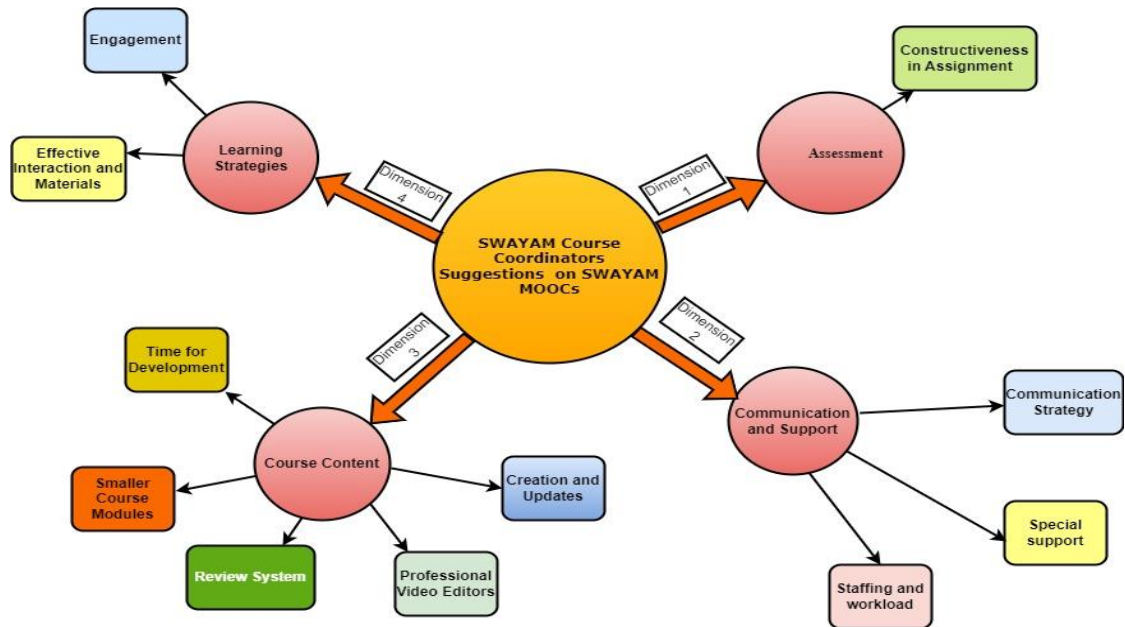 Engagement
Constructiveness
in Assignment
Learning
Strategies
Assessment
Effective
Interaction and
Materials
Dimension
4
Dimension
1
SWAYAM Course
Coordinators
Suggestions on SWAYAM
MOOCs
Dimension
3
Dimension
2
Time for
Development
Communication
and Support
Communication
Strategy
Course Content
Smaller
Course
Modules
Creation and
Updates
Special
support
Review System
Professional
Video Editors
Staffing and
workload